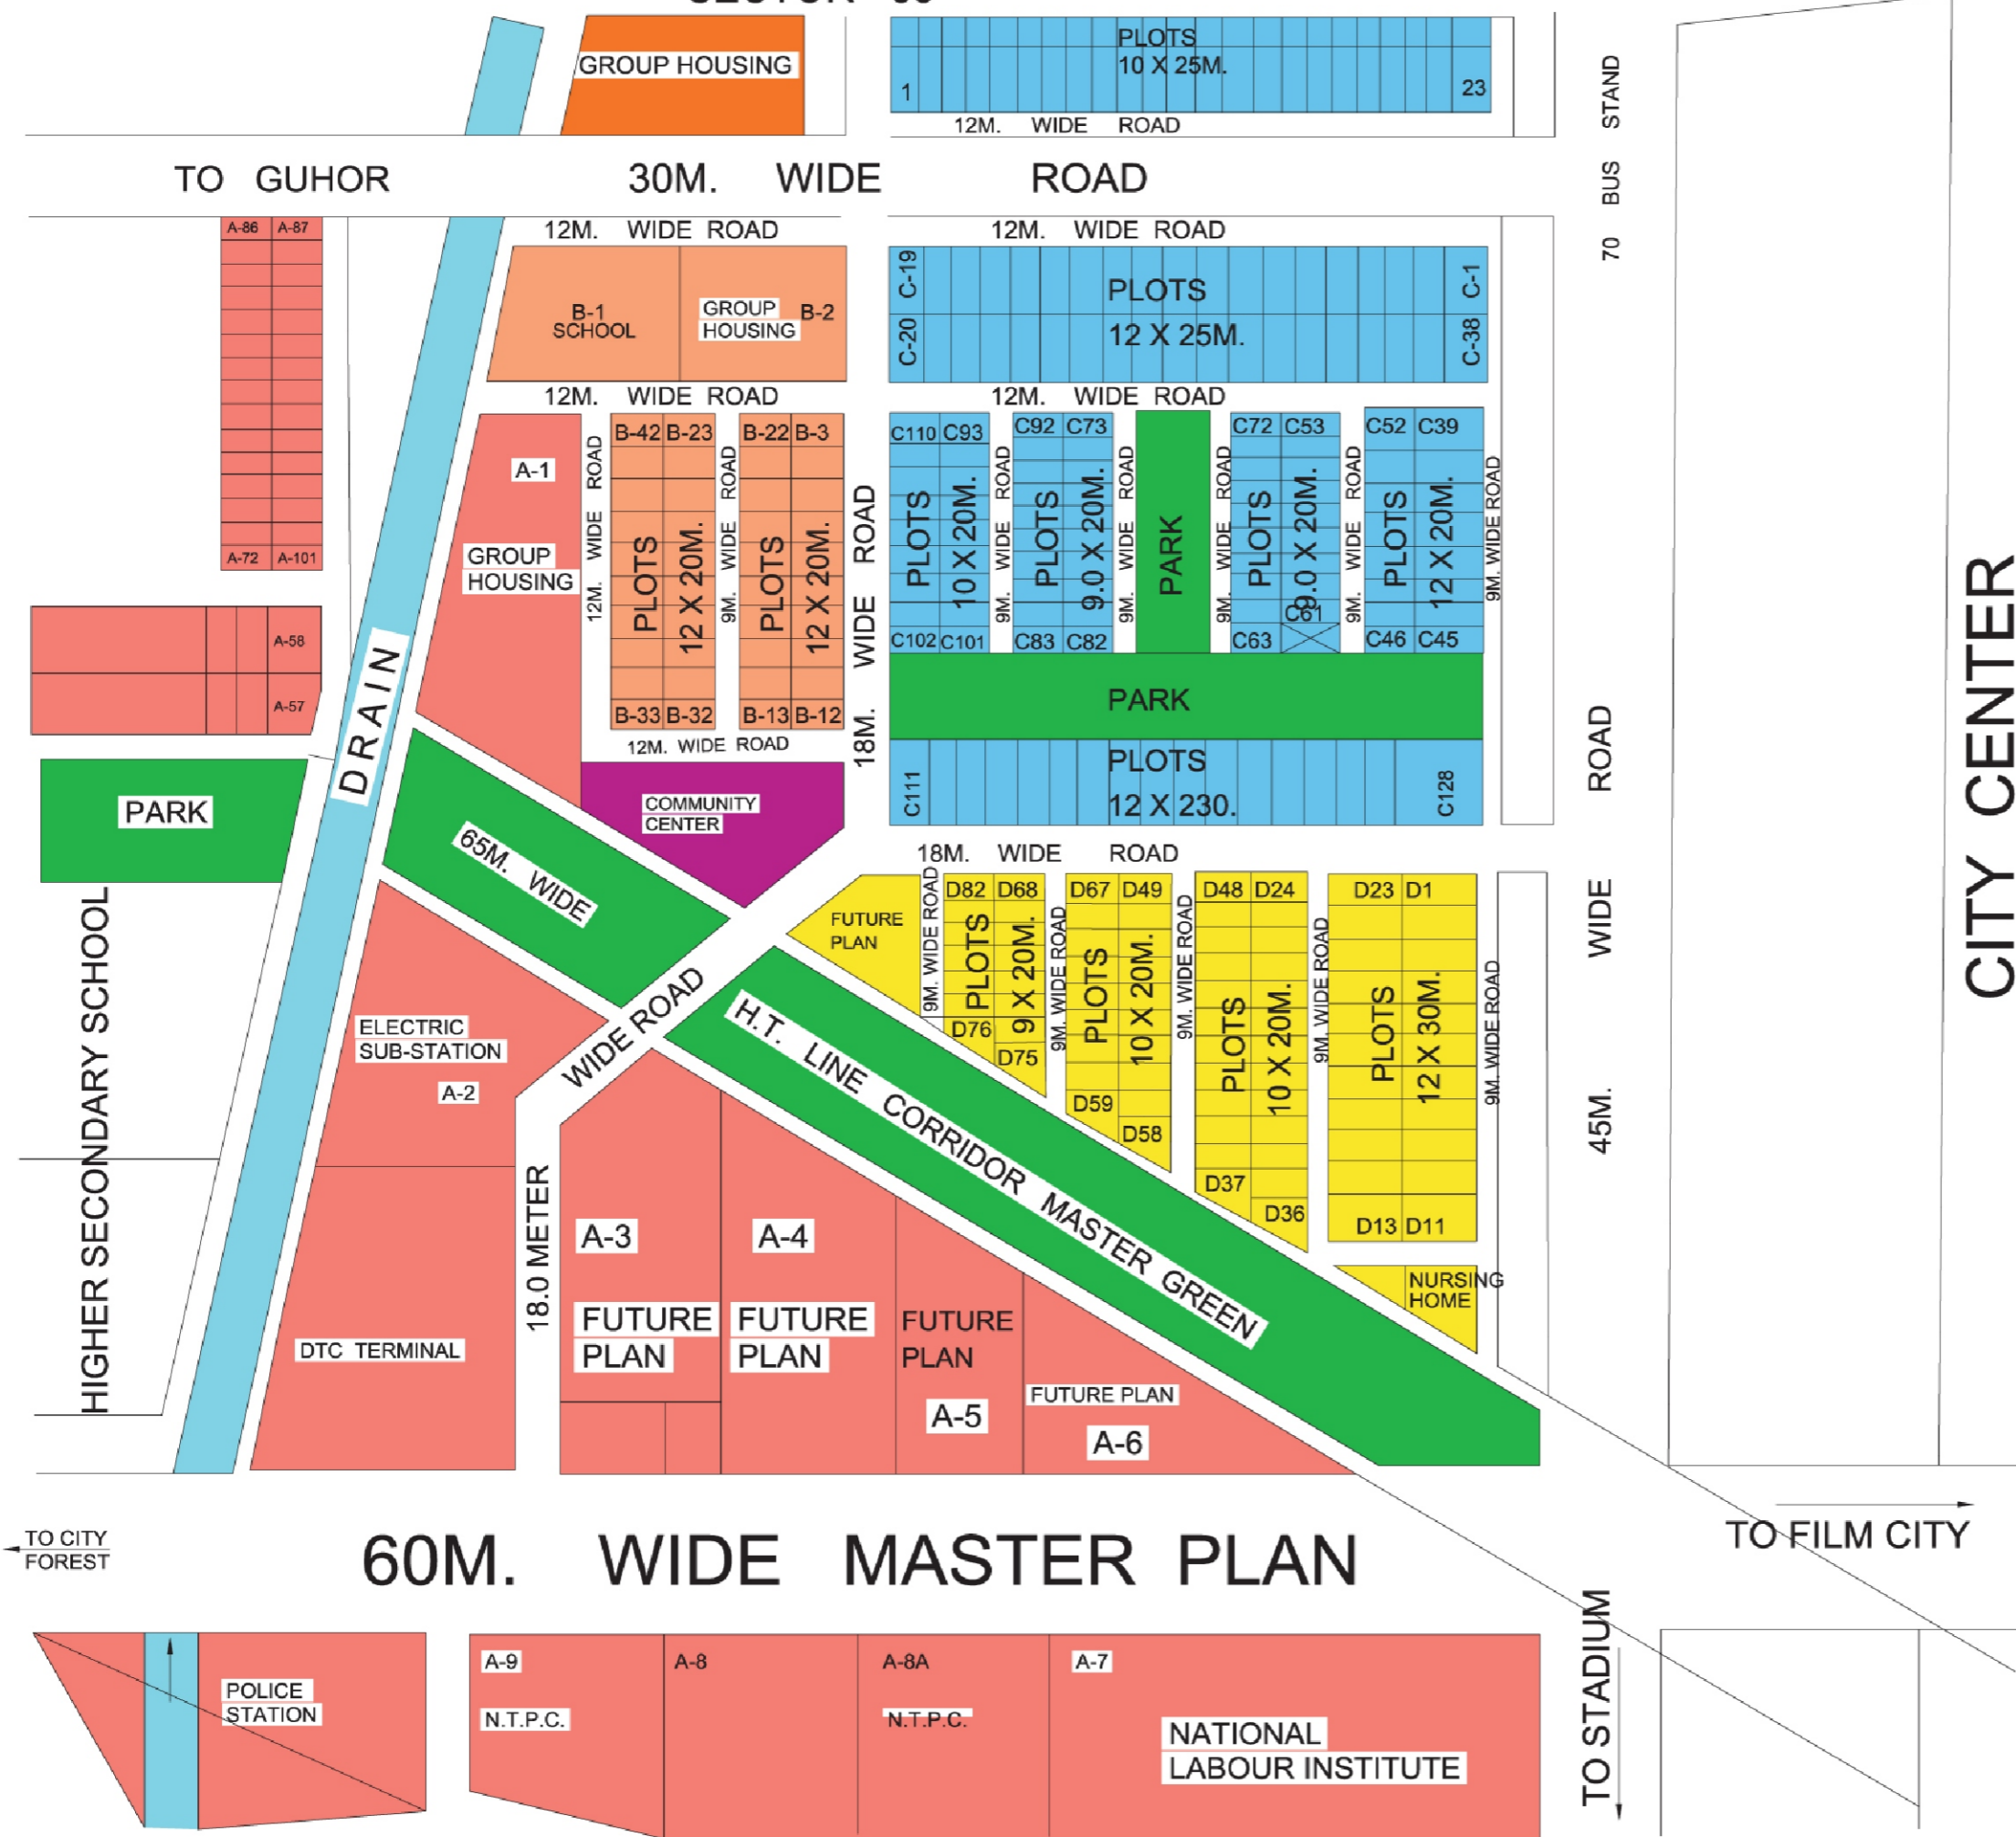 GROUP HOUSING
PLOTS
10 X 25M.
1
23
12M. WIDE ROAD
TO GUHOR
30M. WIDE ROAD
70 BUS STAND
A-86 A-87
12M. WIDE ROAD
12M. WIDE ROAD
B-1
SCHOOL
GROUP
HOUSING
B-2
C-19
C-1
PLOTS
12 X 25M.
C-20
C-38
12M. WIDE ROAD
12M. WIDE ROAD
A-1
GROUP
HOUSING
12M. WIDE ROAD
B-42 B-23
PLOTS
12 X 20M.
B-33 B-32
9M. WIDE ROAD
B-22 B-3
PLOTS
12 X 20M.
B-13 B-12
12M. WIDE ROAD
18M. WIDE ROAD
C110 C93
PLOTS
10 X 20M.
C102 C101
9M. WIDE ROAD
C92 C73
PLOTS
9.0 X 20M.
C83 C82
9M. WIDE ROAD
PARK
9M. WIDE ROAD
C72 C53
PLOTS
9.0 X 20M.
C61
C63
9M. WIDE ROAD
C52 C39
PLOTS
12 X 20M.
C46 C45
9M. WIDE ROAD
A-72 A-101
A-58
A-57
DRAIN
PARK
PARK
PLOTS
12 X 230.
C111
C128
COMMUNITY
CENTER
65M. WIDE
18M. WIDE ROAD
FUTURE
PLAN
9M. WIDE ROAD
D82 D68
PLOTS
9 X 20M.
D76
D75
9M. WIDE ROAD
D67 D49
PLOTS
10 X 20M.
D59
D58
9M. WIDE ROAD
D48 D24
PLOTS
10 X 20M.
D37
D36
9M. WIDE ROAD
D23 D1
PLOTS
12 X 30M.
D13 D11
9M. WIDE ROAD
NURSING
HOME
45M. WIDE ROAD
CITY CENTER
HIGHER SECONDARY SCHOOL
ELECTRIC
SUB-STATION
A-2
WIDE ROAD
18.0 METER
H.T. LINE CORRIDOR MASTER GREEN
DTC TERMINAL
A-3
FUTURE
PLAN
A-4
FUTURE
PLAN
FUTURE
PLAN
A-5
FUTURE PLAN
A-6
TO CITY
FOREST
60M. WIDE MASTER PLAN
TO FILM CITY
TO STADIUM
POLICE
STATION
A-9
N.T.P.C.
A-8
A-8A
N.T.P.C.
A-7
NATIONAL
LABOUR INSTITUTE